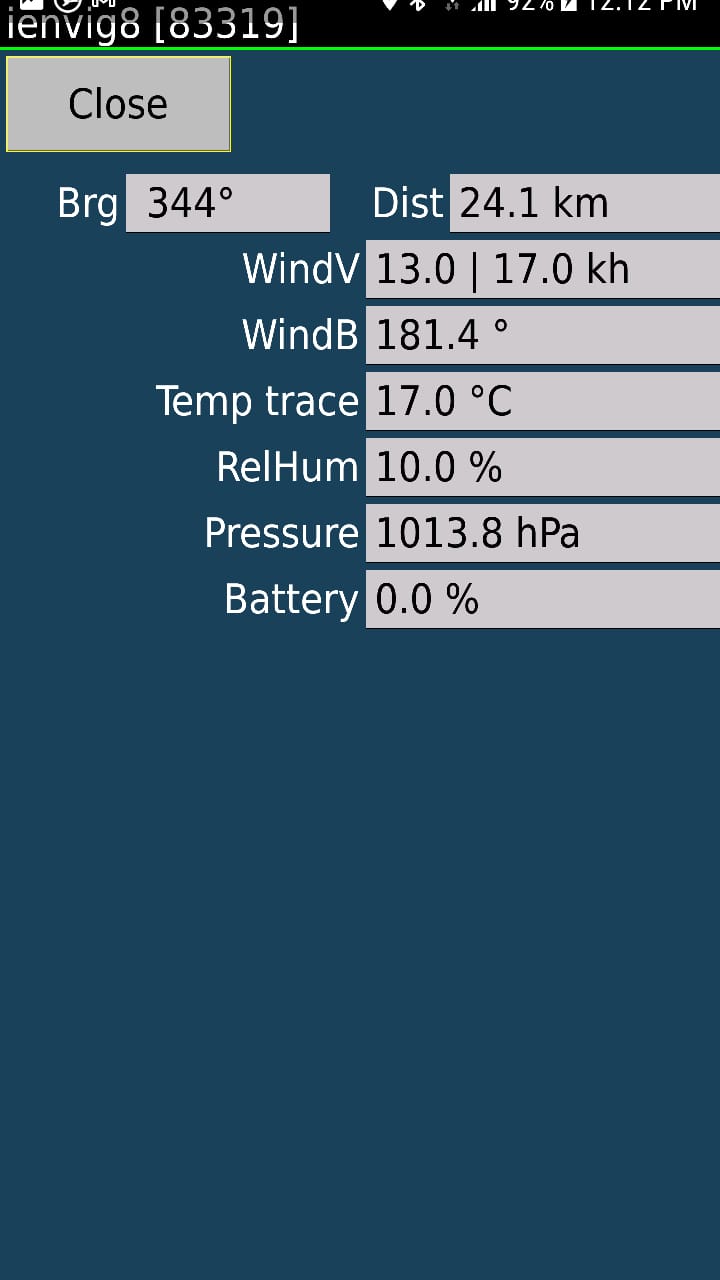 92% 12:12 PM
ienvig8 [83319]
Close
Brg 344° Dist 24.1 km
WindV 13.0 | 17.0 kh
WindB 181.4 °
Temp trace 17.0 °C
RelHum 10.0 %
Pressure 1013.8 hPa
Battery 0.0 %